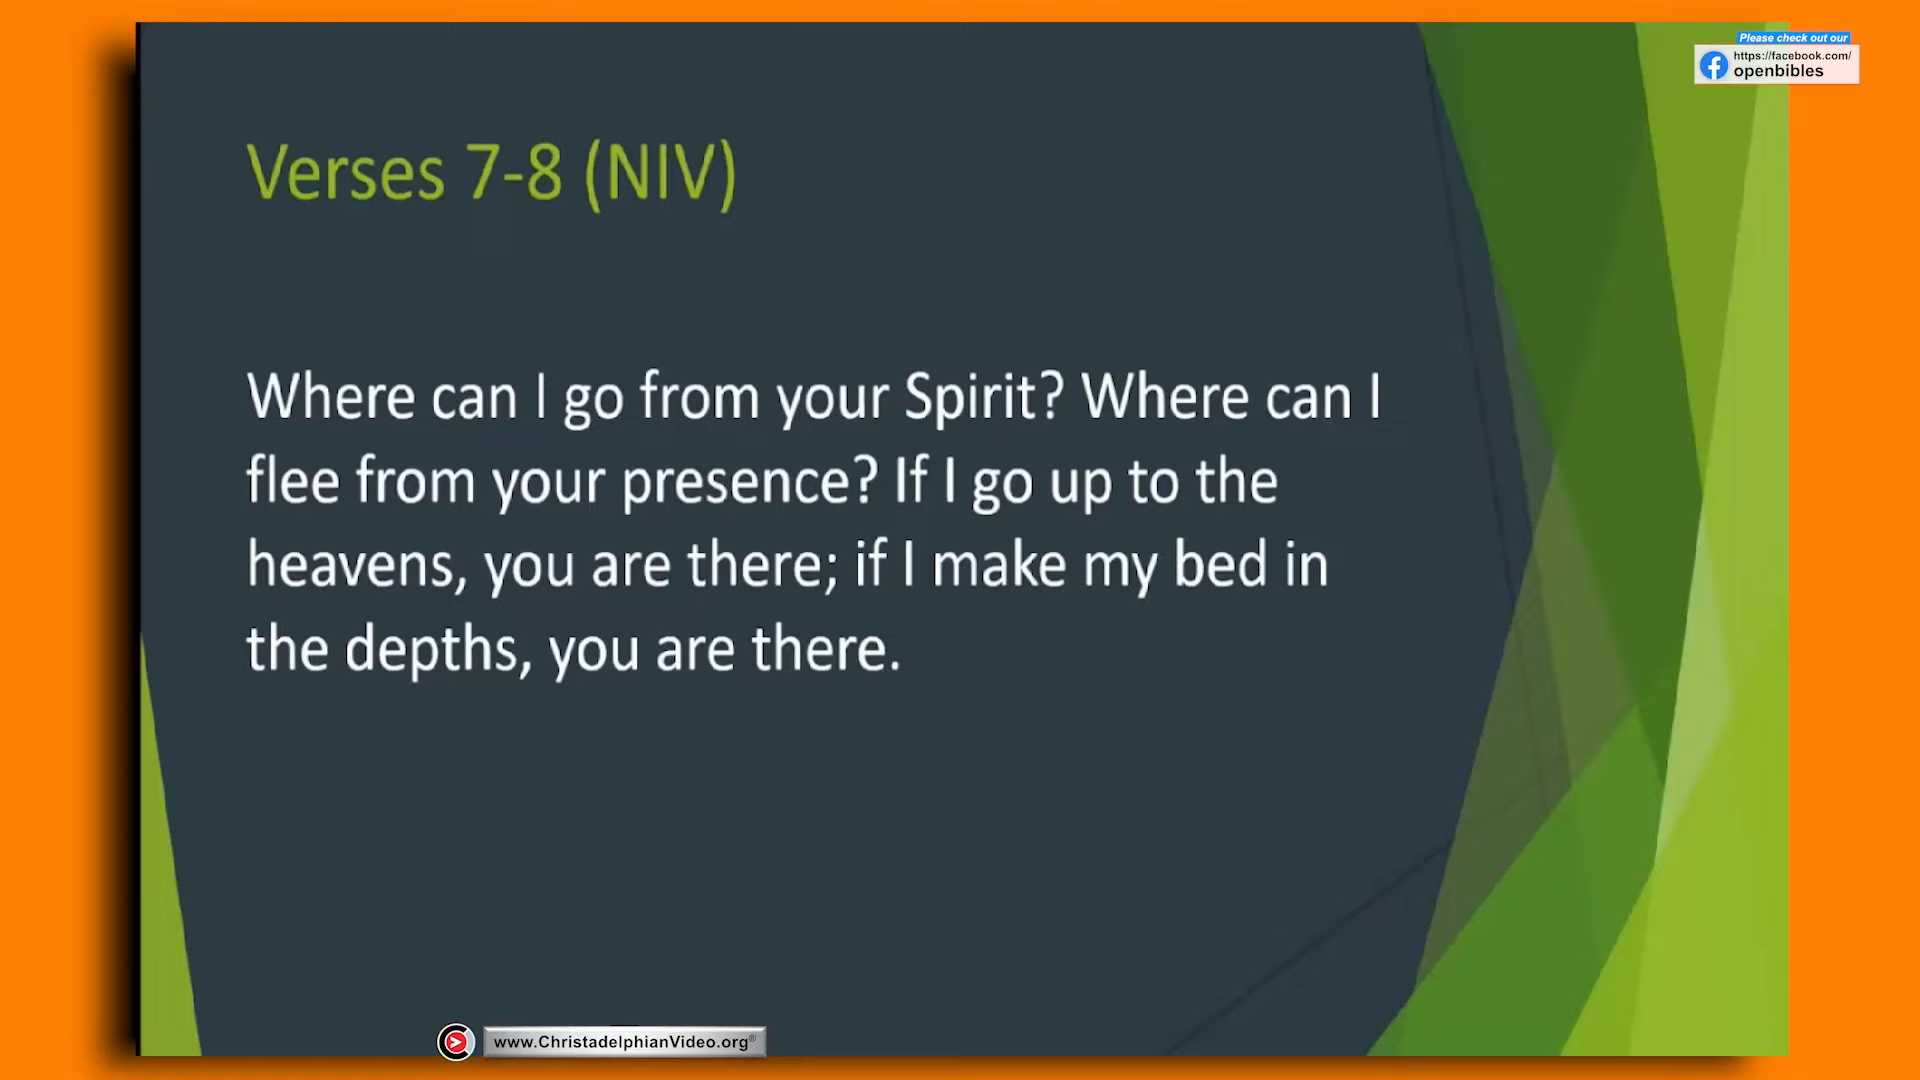 Please check out our
https://facebook.com/
openbibles
Verses 7-8 (NIV)
Where can I go from your Spirit? Where can I
flee from your presence? If I go up to the
heavens, you are there; if I make my bed in
the depths, you are there.
www.ChristadelphianVideo.org®